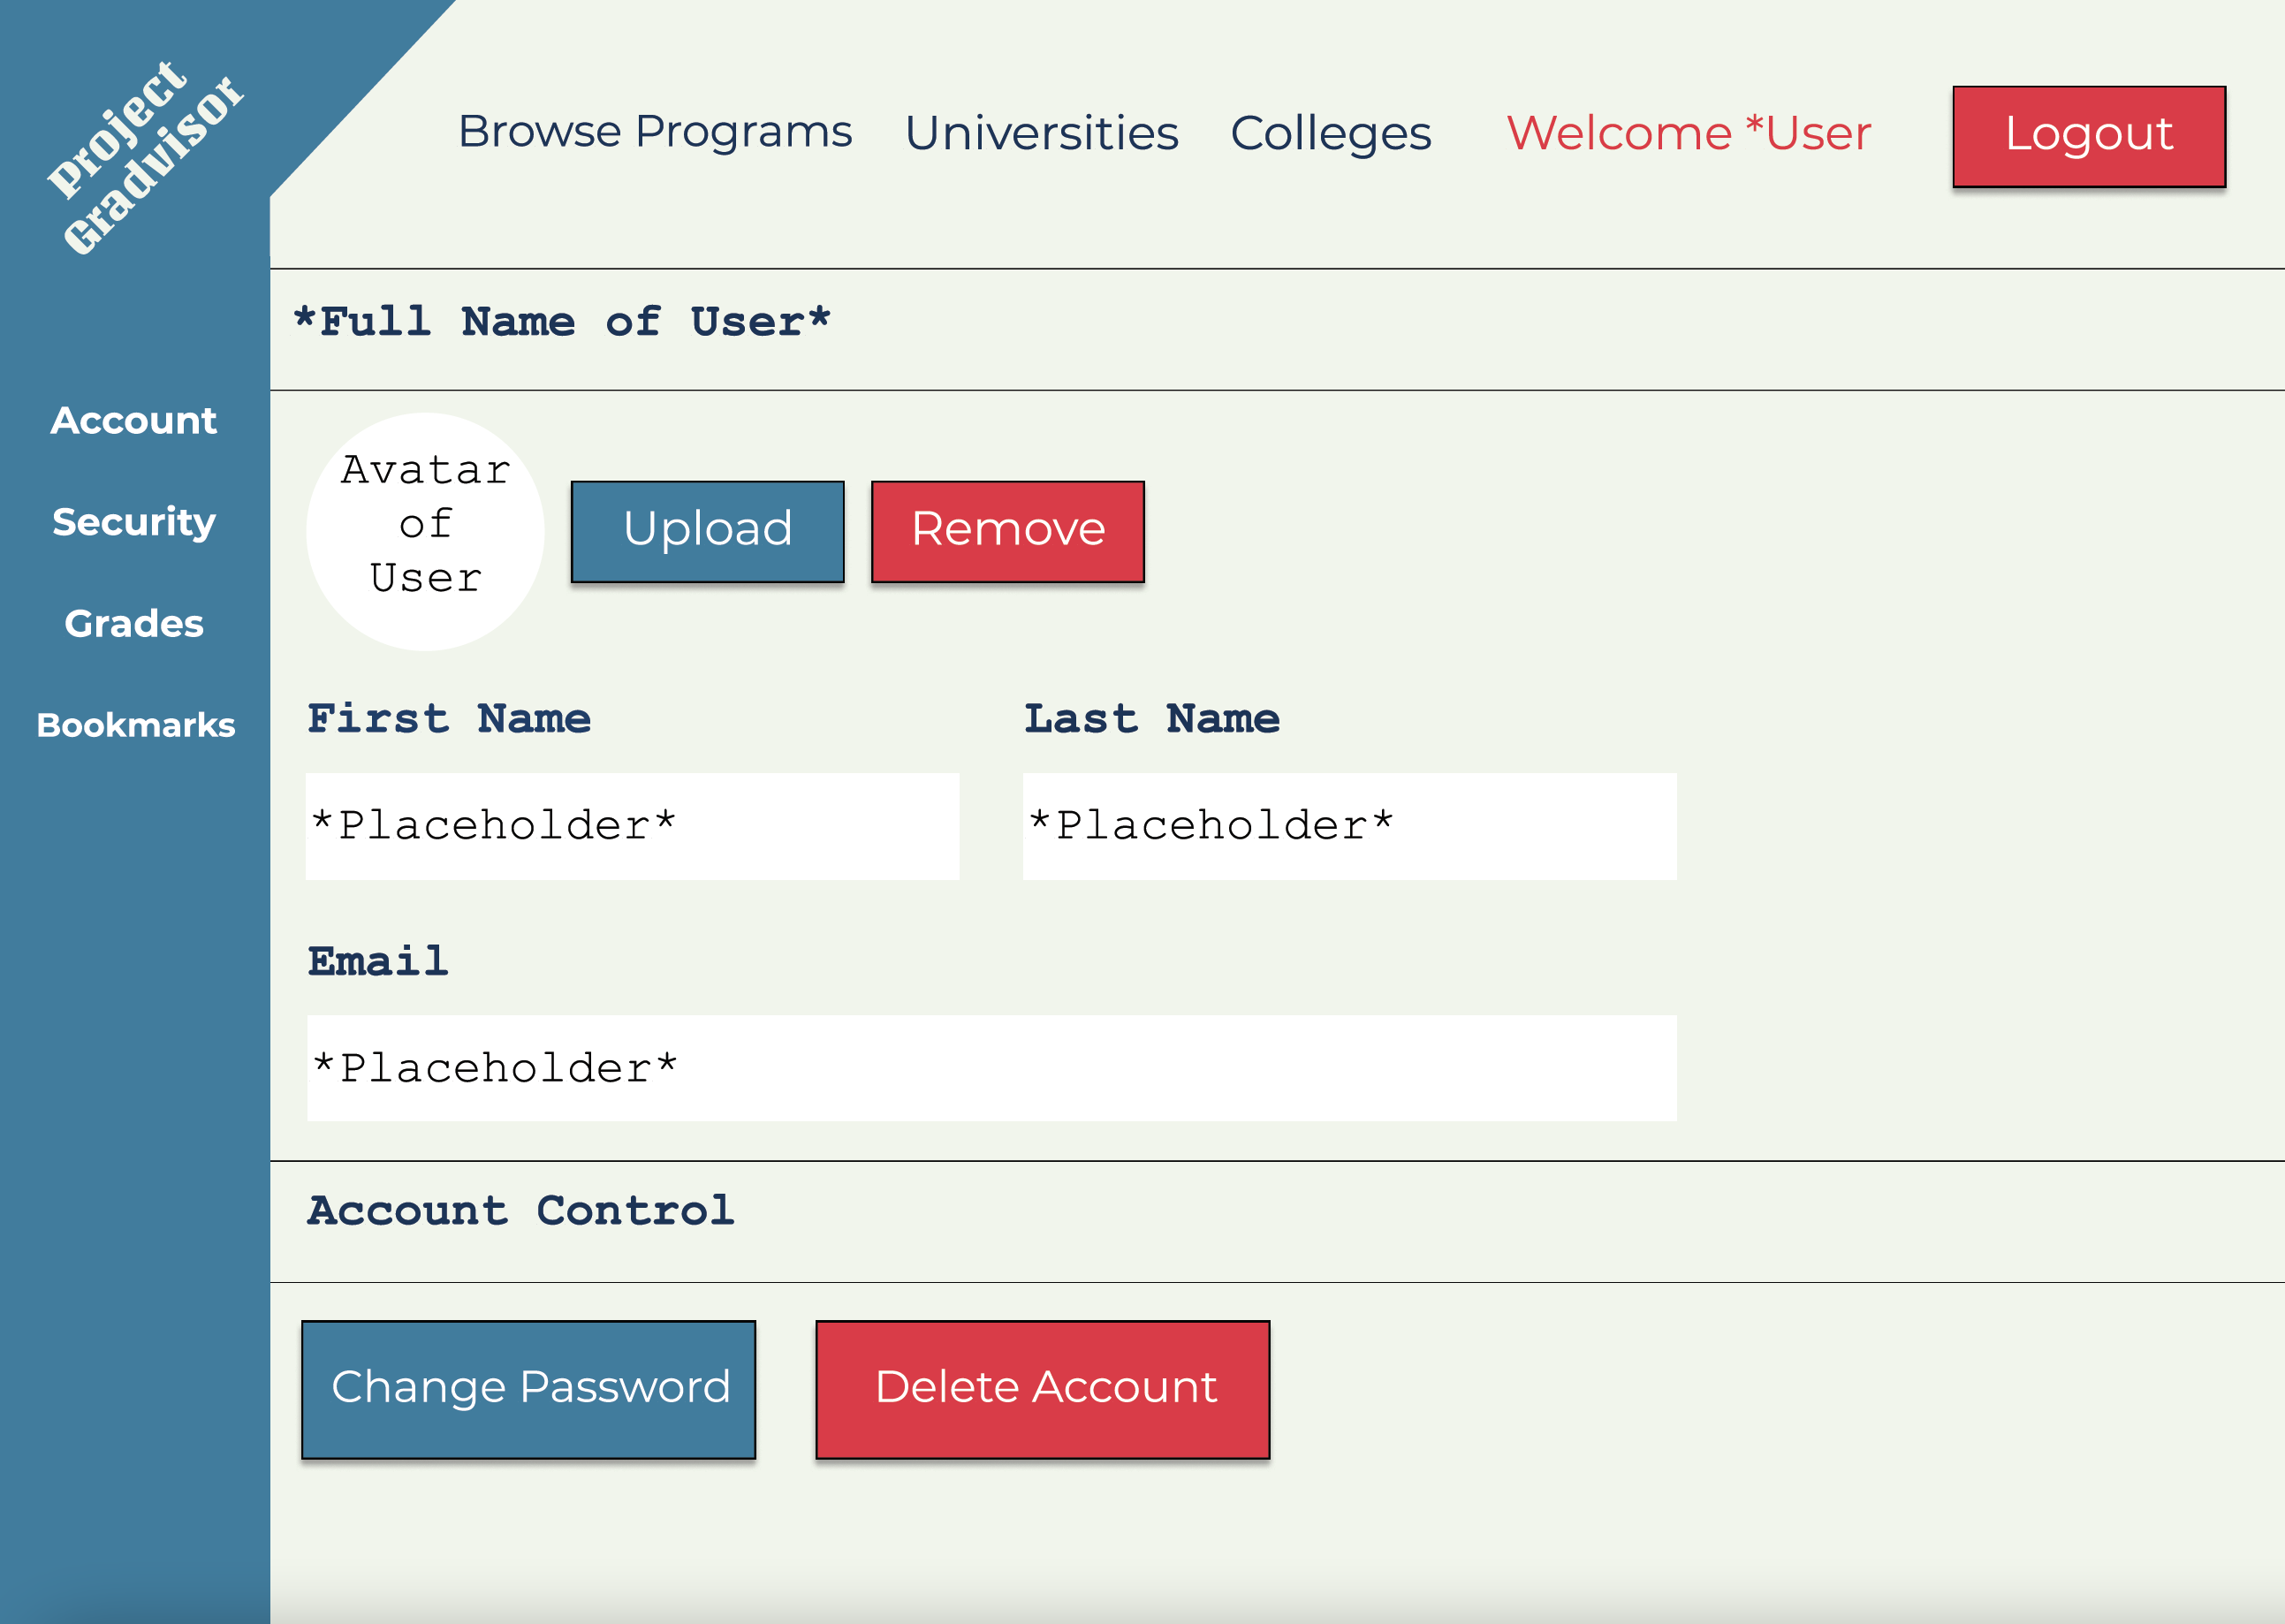 Project
Gradvisor
Browse Programs
Universities
Colleges
Welcome *User
Logout
*Full Name of User*
Account
Security
Grades
Bookmarks
Avatar
of
User
Upload
Remove
First Name
Last Name
*Placeholder*
*Placeholder*
Email
*Placeholder*
Account Control
Change Password
Delete Account